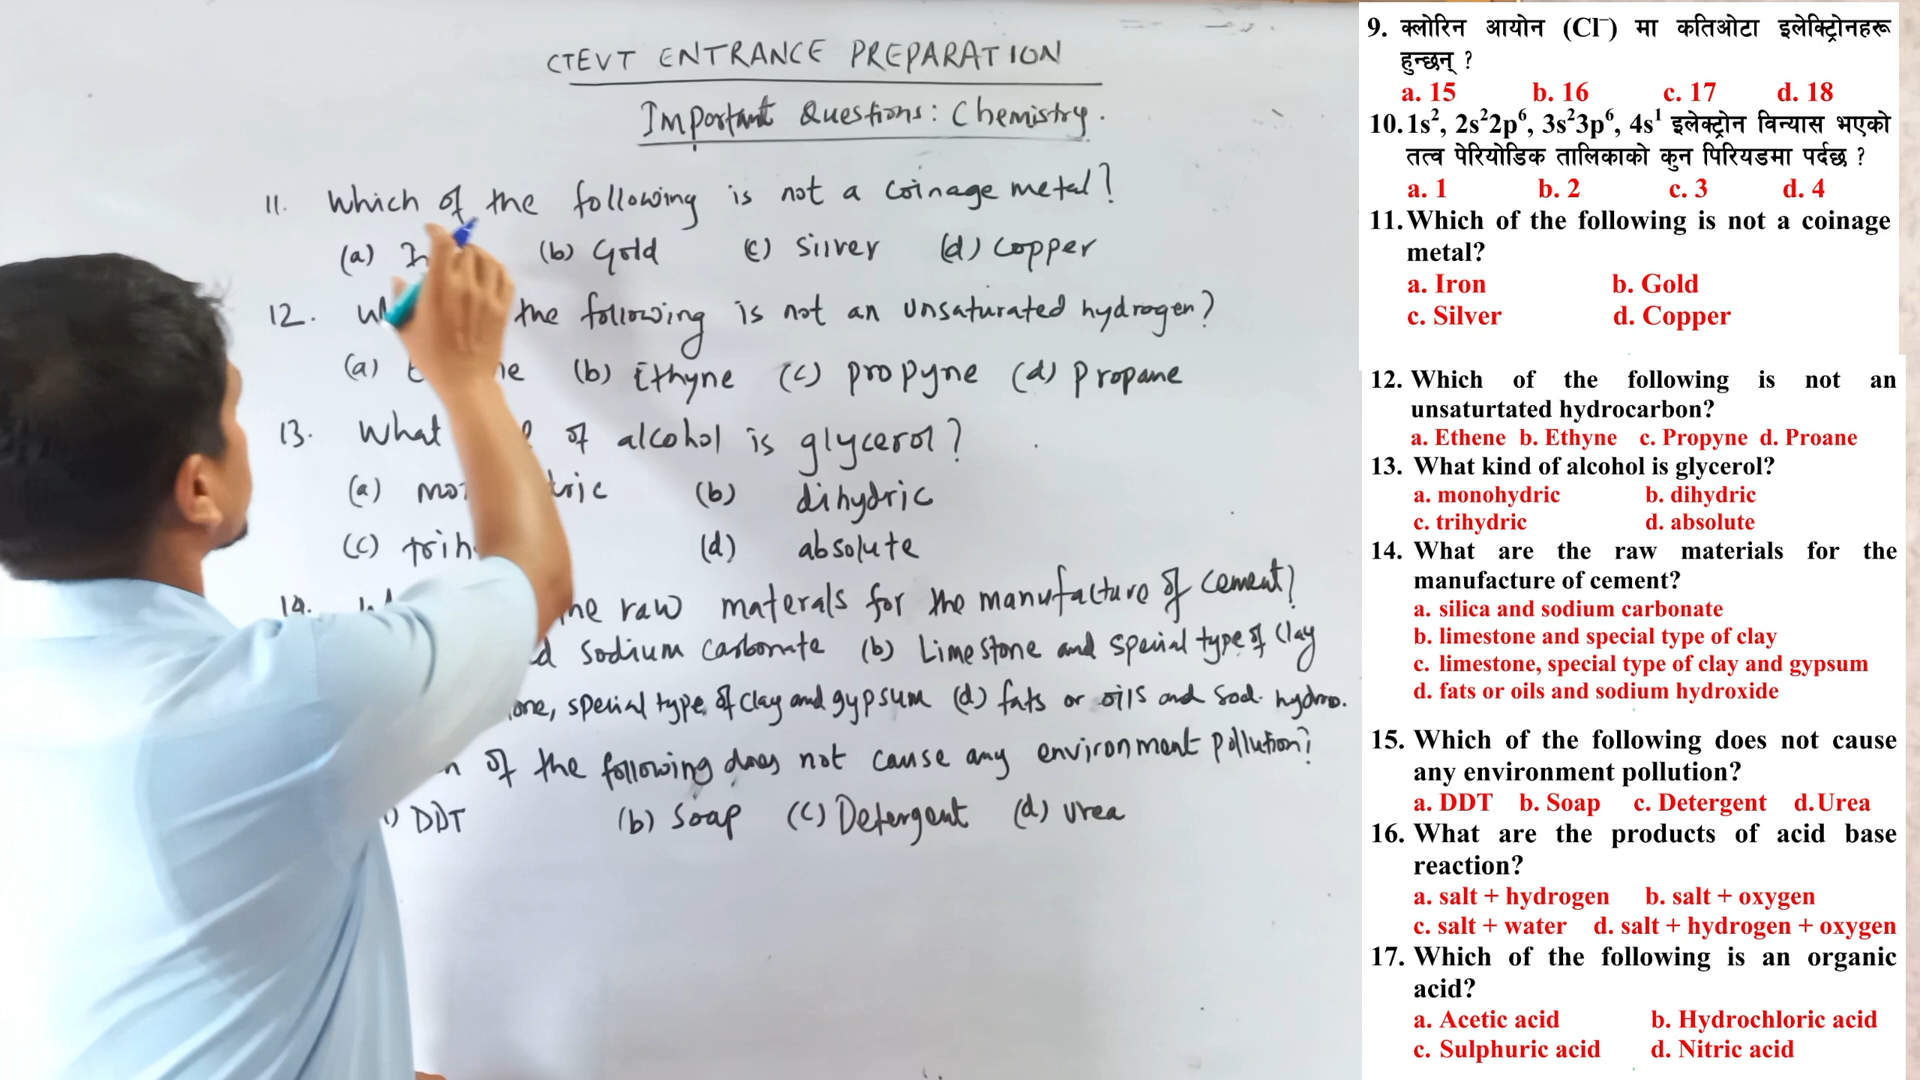 CTEVT ENTRANCE PREPARATION
Important Questions: Chemistry.
11. Which of the following is not a coinage metal?
(a) (b) Gold (c) Silver (d) Copper
12. the following is not an unsaturated hydrogen?
(a) (b) Ethyne (c) propyne (d) propane
13. What of alcohol is glycerol?
(a) (b) dihydric
(c) (d) absolute
14. raw materals for the manufacture of cement?
Sodium carbonate (b) Limestone and special type of clay
special type of clay and gypsum (d) fats or oils and sod. hydro.
of the following does not cause any environment pollution?
DDT (b) Soap (c) Detergent (d) Urea
9. क्लोरिन आयोन (Cl⁻) मा कतिओटा इलेक्ट्रोनहरू
हुन्छन् ?
a. 15 b. 16 c. 17 d. 18
10. 1s², 2s²2p⁶, 3s²3p⁶, 4s¹ इलेक्ट्रोन विन्यास भएको
तत्व पेरियोडिक तालिकाको कुन पिरियडमा पर्दछ ?
a. 1 b. 2 c. 3 d. 4
11. Which of the following is not a coinage
metal?
a. Iron b. Gold
c. Silver d. Copper
12. Which of the following is not an
unsaturtated hydrocarbon?
a. Ethene b. Ethyne c. Propyne d. Proane
13. What kind of alcohol is glycerol?
a. monohydric b. dihydric
c. trihydric d. absolute
14. What are the raw materials for the
manufacture of cement?
a. silica and sodium carbonate
b. limestone and special type of clay
c. limestone, special type of clay and gypsum
d. fats or oils and sodium hydroxide
15. Which of the following does not cause
any environment pollution?
a. DDT b. Soap c. Detergent d. Urea
16. What are the products of acid base
reaction?
a. salt + hydrogen b. salt + oxygen
c. salt + water d. salt + hydrogen + oxygen
17. Which of the following is an organic
acid?
a. Acetic acid b. Hydrochloric acid
c. Sulphuric acid d. Nitric acid